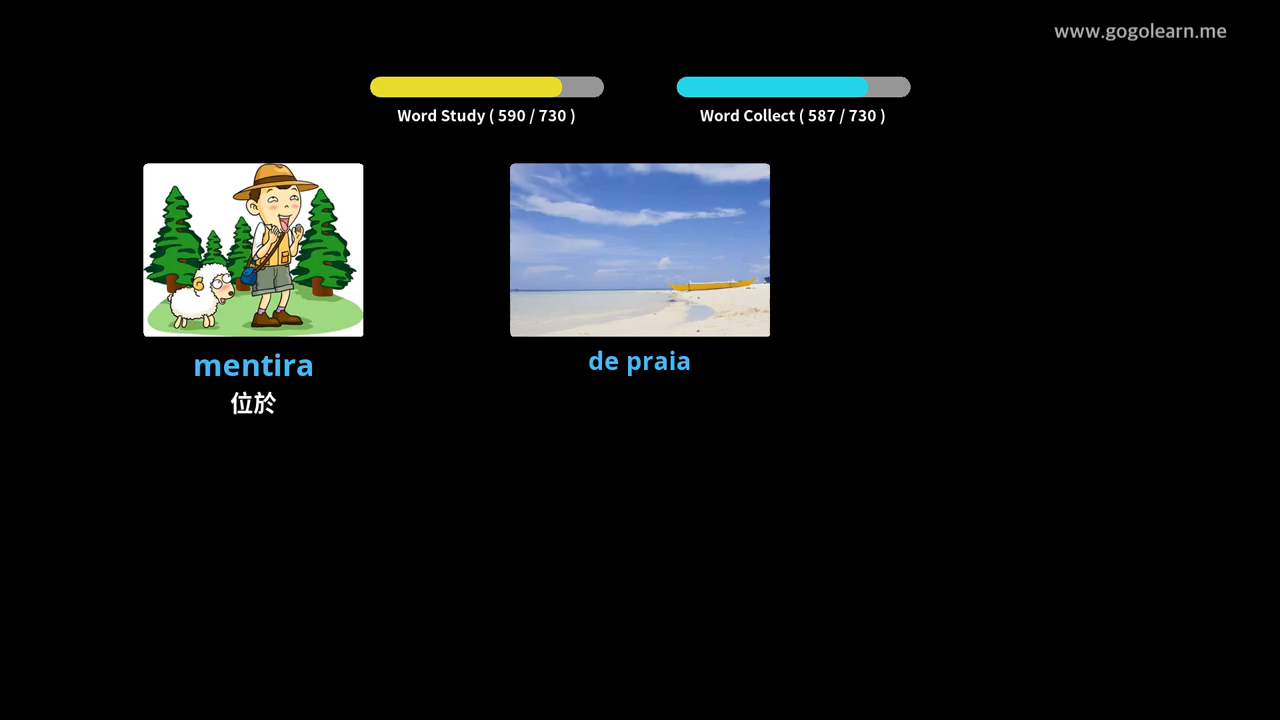 www.gogolearn.me
Word Study ( 590 / 730 )
Word Collect ( 587 / 730 )
mentira
位於
de praia